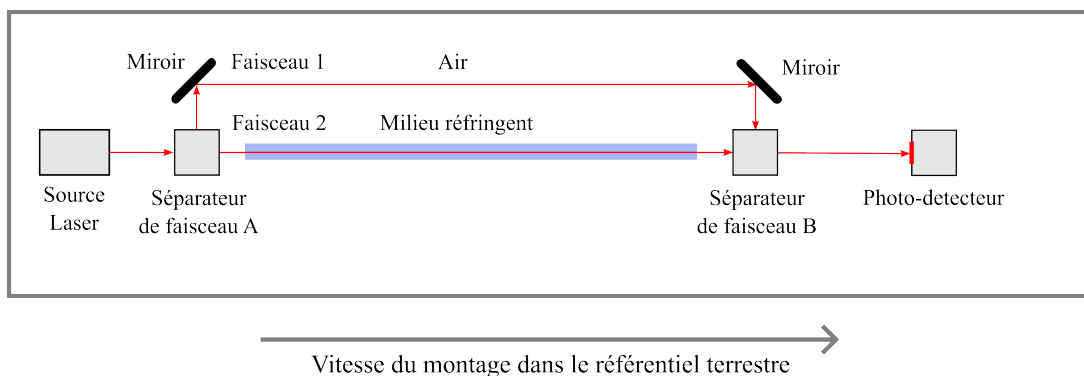 Miroir
Faisceau 1
Air
Miroir
Faisceau 2
Milieu réfringent
Source
Laser
Séparateur
de faisceau A
Séparateur
de faisceau B
Photo-detecteur
Vitesse du montage dans le référentiel terrestre